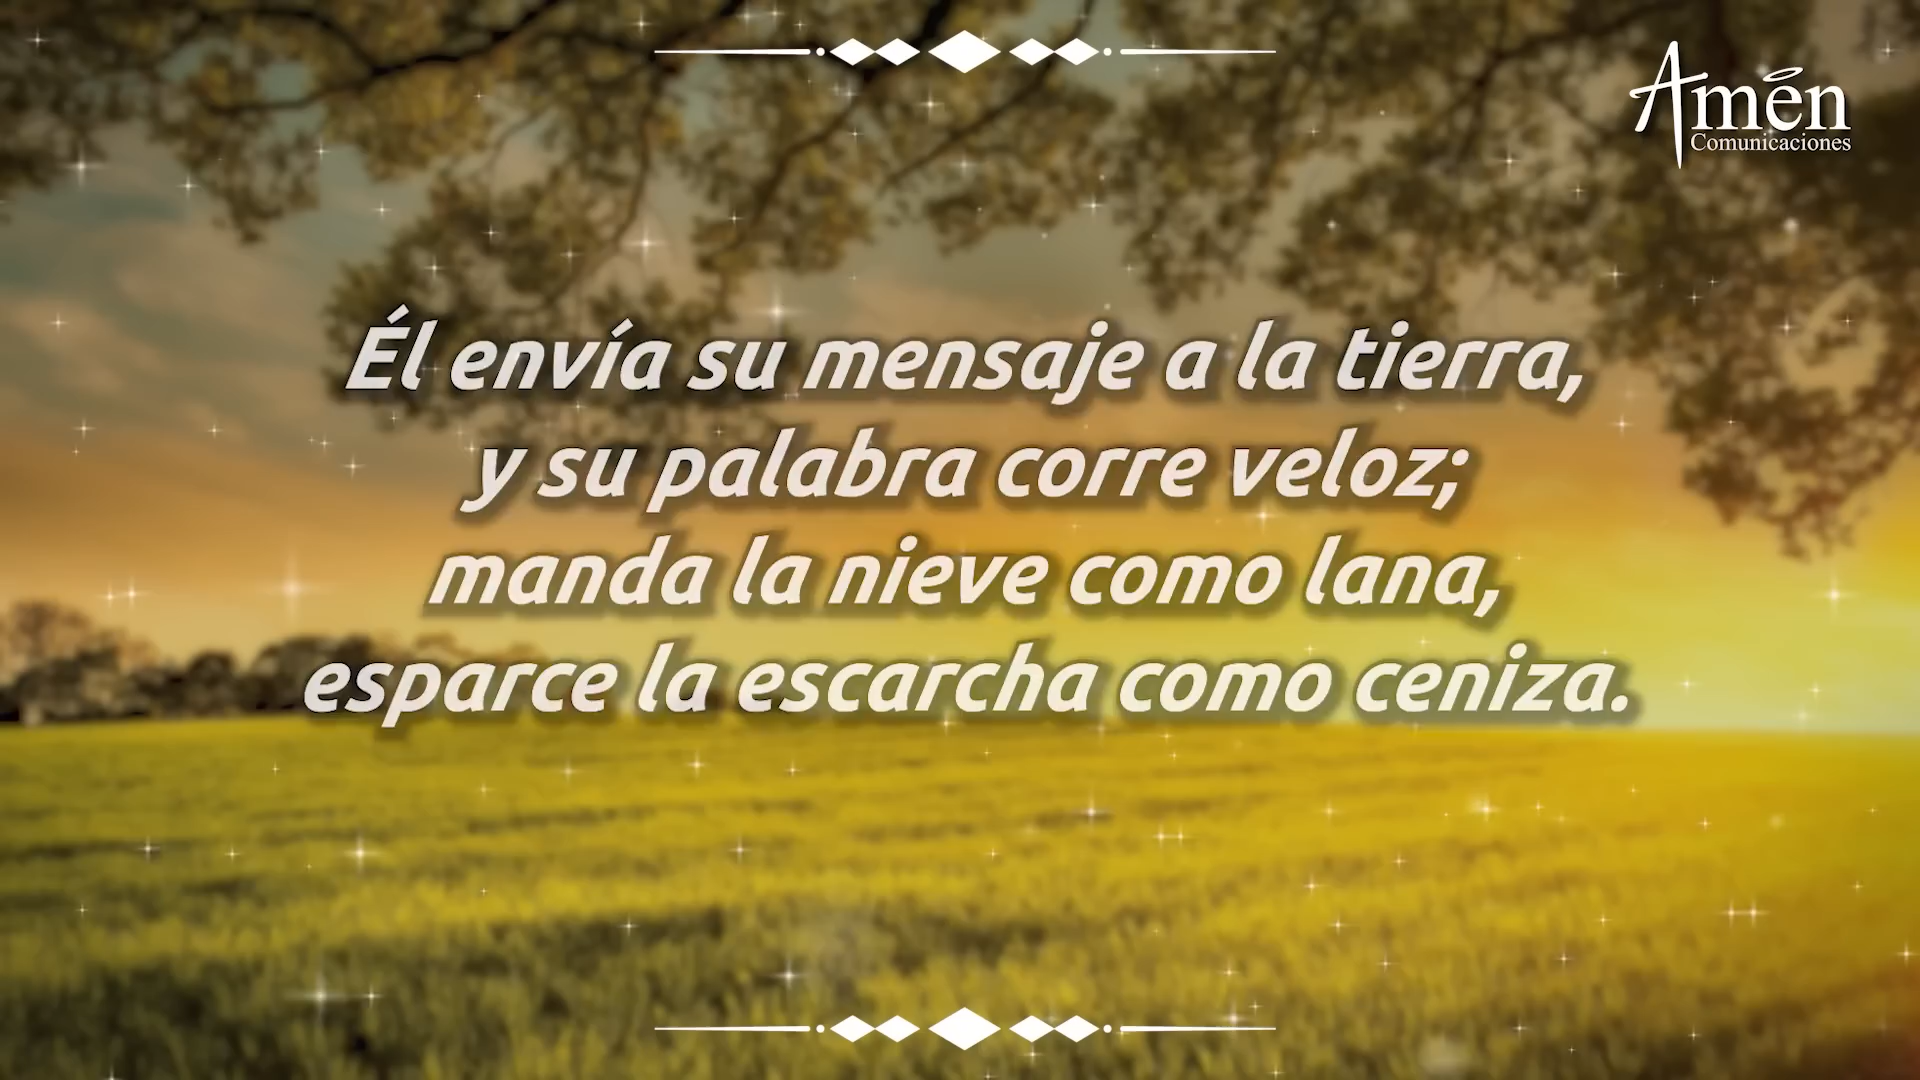 Amén
Comunicaciones
Él envía su mensaje a la tierra,
y su palabra corre veloz;
manda la nieve como lana,
esparce la escarcha como ceniza.